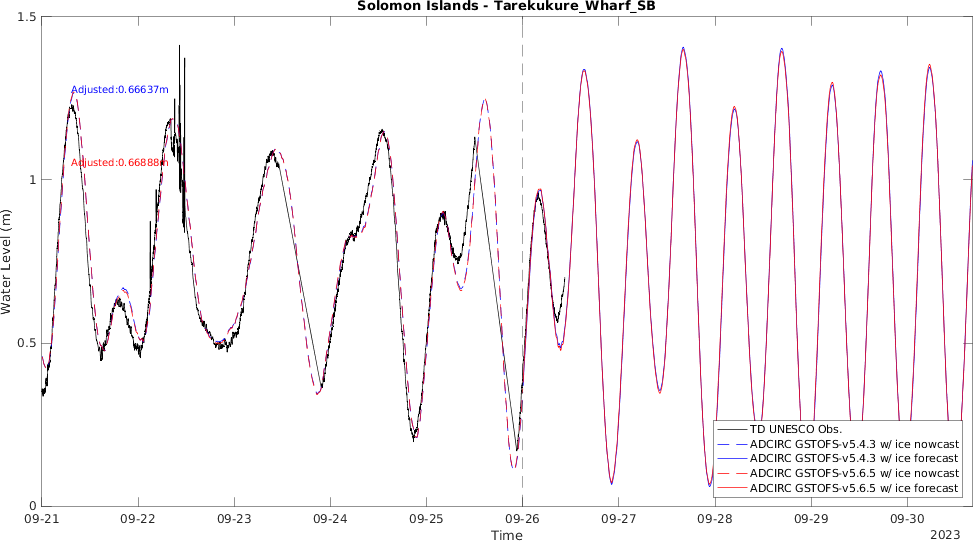 Solomon Islands - Tarekukure_Wharf_SB
1.5
Adjusted:0.66637m
Adjusted:0.66888m
1
Water Level (m)
0.5
TD UNESCO Obs.
ADCIRC GSTOFS-v5.4.3 w/ ice nowcast
ADCIRC GSTOFS-v5.4.3 w/ ice forecast
ADCIRC GSTOFS-v5.6.5 w/ ice nowcast
ADCIRC GSTOFS-v5.6.5 w/ ice forecast
0
09-21 09-22 09-23 09-24 09-25 09-26 09-27 09-28 09-29 09-30
Time
2023